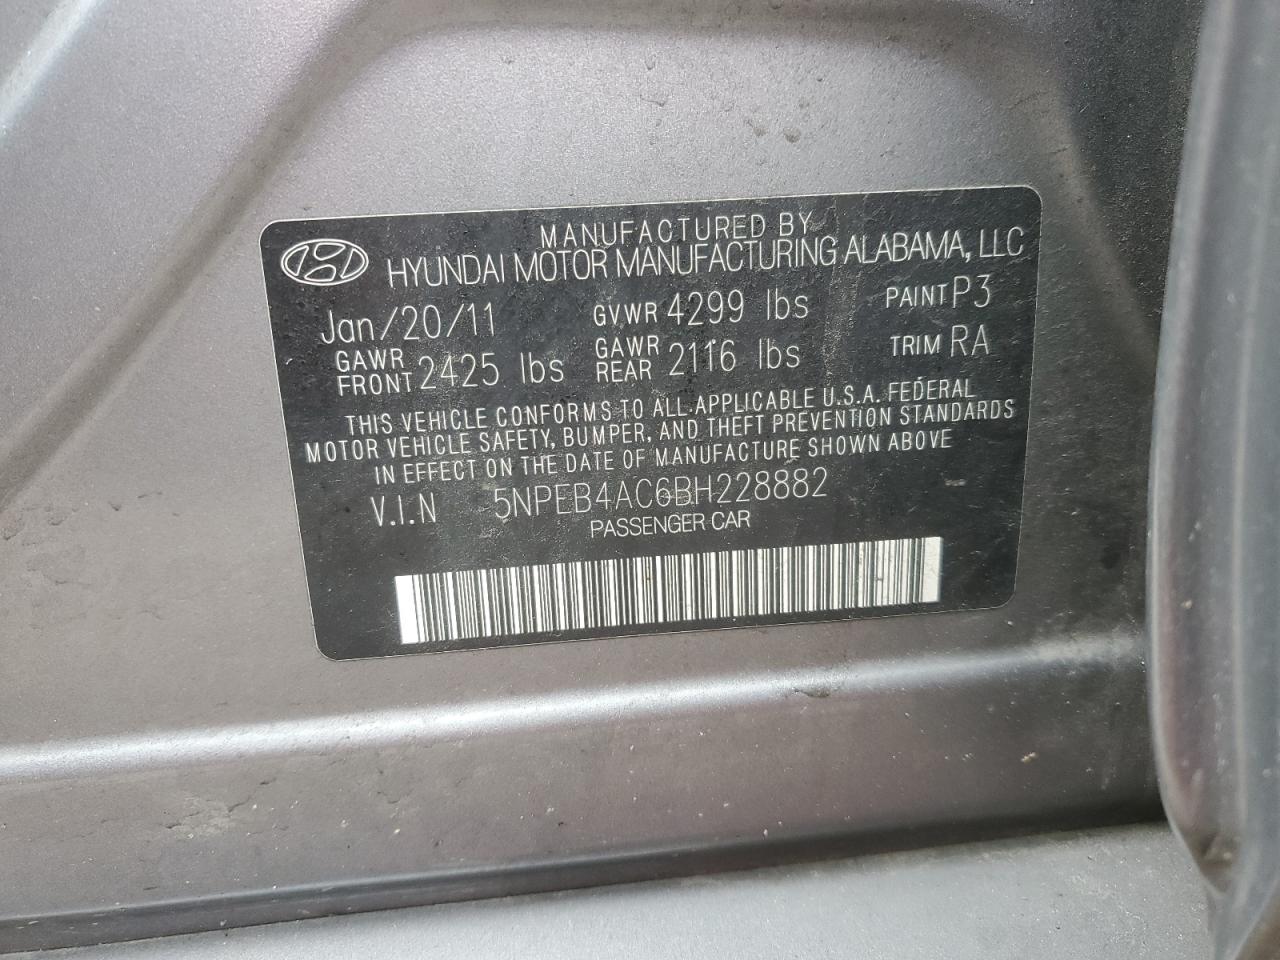 MANUFACTURED BY
HYUNDAI MOTOR MANUFACTURING ALABAMA, LLC
Jan/20/11 GVWR 4299 lbs PAINT P3
GAWR FRONT 2425 lbs GAWR REAR 2116 lbs TRIM RA
THIS VEHICLE CONFORMS TO ALL APPLICABLE U.S.A. FEDERAL
MOTOR VEHICLE SAFETY, BUMPER, AND THEFT PREVENTION STANDARDS
IN EFFECT ON THE DATE OF MANUFACTURE SHOWN ABOVE
V.I.N 5NPEB4AC6BH228882
PASSENGER CAR